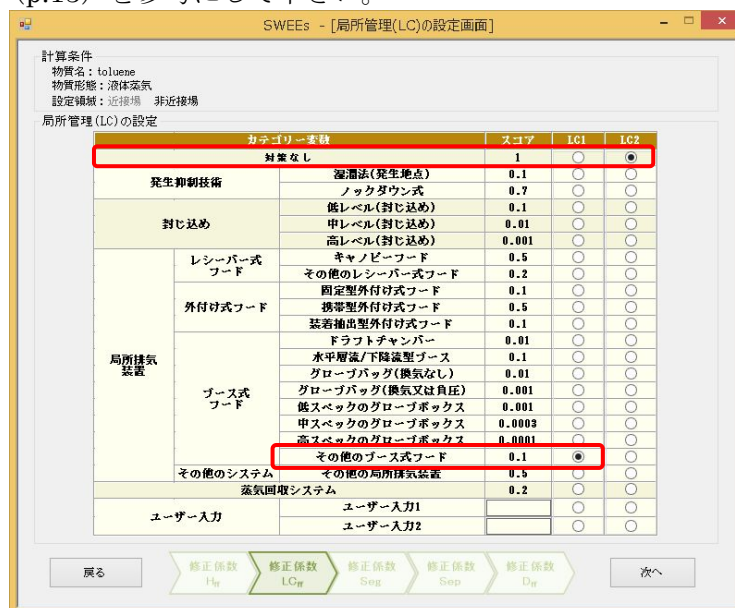 (p.18) を参考にして下さい。
SWEEs - [局所管理(LC)の設定画面]
計算条件
物質名：toluene
物質形態：液体蒸気
設定領域：近接場 非近接場
局所管理(LC)の設定
カテゴリー変数 スコア LC1 LC2
対策なし 1
発生抑制技術
湿潤法(発生地点) 0.1
ノックダウン式 0.7
封じ込め
低レベル(封じ込め) 0.1
中レベル(封じ込め) 0.01
高レベル(封じ込め) 0.001
局所排気装置
レシーバー式フード
キャノピーフード 0.5
その他のレシーバー式フード 0.2
外付け式フード
固定型外付け式フード 0.1
携帯型外付け式フード 0.5
装着抽出型外付け式フード 0.1
ブース式フード
ドラフトチャンバー 0.01
水平層流/下降流型ブース 0.1
グローブバッグ(換気なし) 0.01
グローブバッグ(換気又は負圧) 0.001
低スペックのグローブボックス 0.001
中スペックのグローブボックス 0.0003
高スペックのグローブボックス 0.0001
その他のブース式フード 0.1
その他のシステム その他の局所排気装置 0.5
蒸気回収システム 0.2
ユーザー入力
ユーザー入力1
ユーザー入力2
戻る
修正係数
Hff
修正係数
LCff
修正係数
Seg
修正係数
Sep
修正係数
Dff
次へ